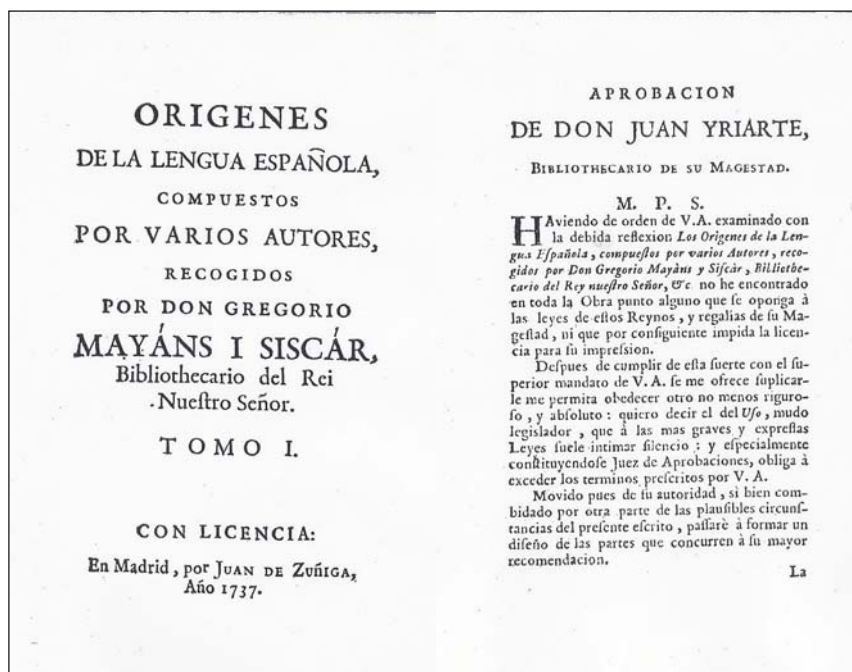 ORIGENES
DE LA LENGUA ESPAÑOLA,
COMPUESTOS
POR VARIOS AUTORES,
RECOGIDOS
POR DON GREGORIO
MAYÁNS I SISCÁR,
Bibliothecario del Rei
Nueſtro Señor.
TOMO I.
CON LICENCIA:
En Madrid, por JUAN DE ZUÑIGA,
Año 1737.
APROBACION
DE DON JUAN YRIARTE,
BIBLIOTHECARIO DE SU MAGESTAD.
M. P. S.
HAviendo de orden de V.A. examinado con
la debida reflexion Los Origenes de la Len-
gua Eſpañola, compueſtos por varios Autores, reco-
gidos por Don Gregorio Mayàns y Siſcàr, Bibliothe-
cario del Rey nueſtro Señor, &c. no he encontrado
en toda la Obra punto alguno que ſe oponga à
las leyes de eſtos Reynos, y regalias de ſu Ma-
geſtad, ni que por conſiguiente impida la licen-
cia para ſu impreſsion.
Deſpues de cumplir de eſta ſuerte con el ſu-
perior mandato de V. A. ſe me ofrece ſuplicar-
le me permita obedecer otro no menos riguro-
ſo, y abſoluto: quiero decir el del Uſo, mudo
legislador, que à las mas graves y expreſſas
Leyes ſuele intimar ſilencio: y eſpecialmente
conſtituyendoſe Juez de Aprobaciones, obliga à
exceder los terminos preſcritos por V. A.
Movido pues de ſu autoridad, si bien com-
bidado por otra parte de las plauſibles circunſ-
tancias del preſente eſcrito, paſſarè à formar un
diſeño de las partes que concurren à ſu mayor
recomendacion.
La